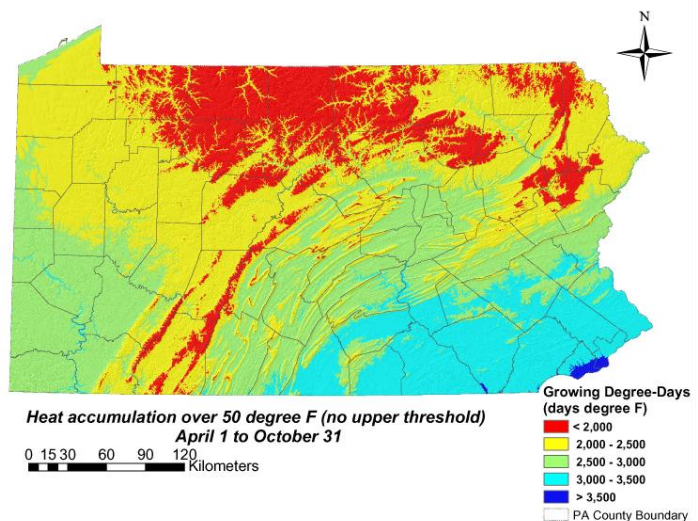 N
Heat accumulation over 50 degree F (no upper threshold)
April 1 to October 31
0 15 30 60 90 120
Kilometers
Growing Degree-Days
(days degree F)
< 2,000
2,000 - 2,500
2,500 - 3,000
3,000 - 3,500
> 3,500
PA County Boundary